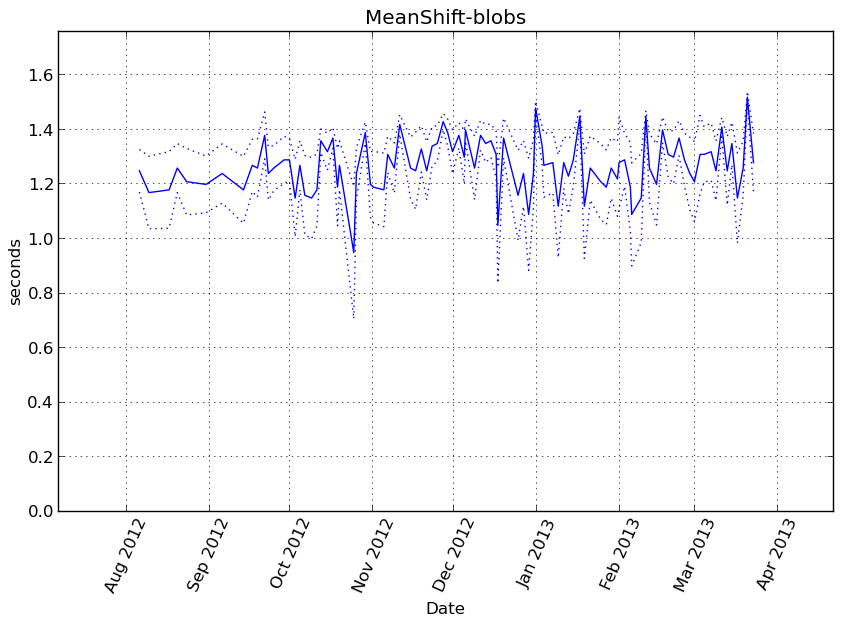 MeanShift-blobs
1.6
1.4
1.2
1.0
0.8
0.6
0.4
0.2
0.0
seconds
Aug 2012
Sep 2012
Oct 2012
Nov 2012
Dec 2012
Jan 2013
Feb 2013
Mar 2013
Apr 2013
Date